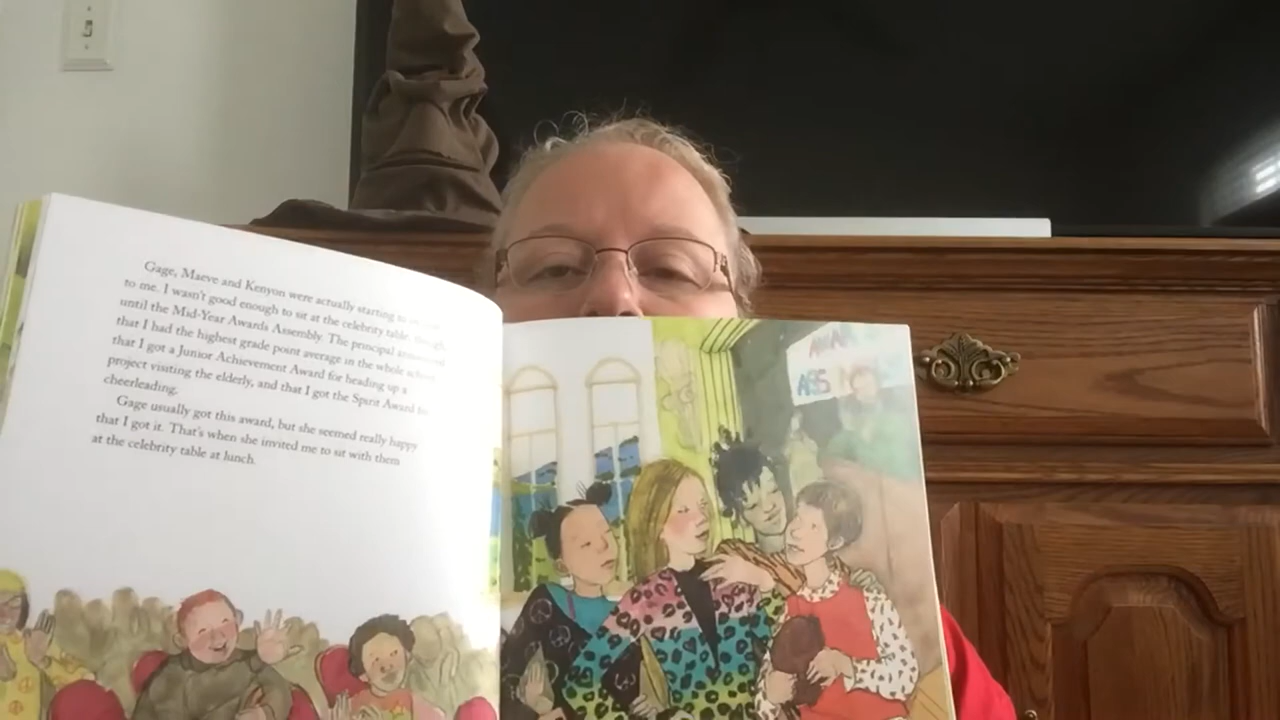 Gage, Maeve and Kenyon were actually starting to
to me. I wasn't good enough to sit at the celebrity table, though,
until the Mid-Year Awards Assembly. The principal announced
that I had the highest grade point average in the whole school,
that I got a Junior Achievement Award for heading up a
project visiting the elderly, and that I got the Spirit Award for
cheerleading.
Gage usually got this award, but she seemed really happy
that I got it. That's when she invited me to sit with them
at the celebrity table at lunch.